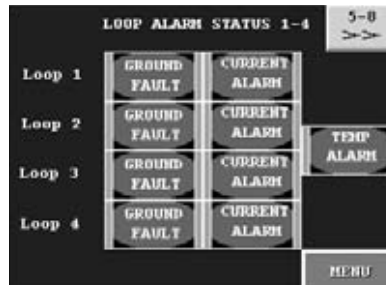 LOOP ALARM STATUS 1-4
5-8
>>
Loop 1
GROUND
FAULT
CURRENT
ALARM
Loop 2
GROUND
FAULT
CURRENT
ALARM
TEMP
ALARM
Loop 3
GROUND
FAULT
CURRENT
ALARM
Loop 4
GROUND
FAULT
CURRENT
ALARM
MENU